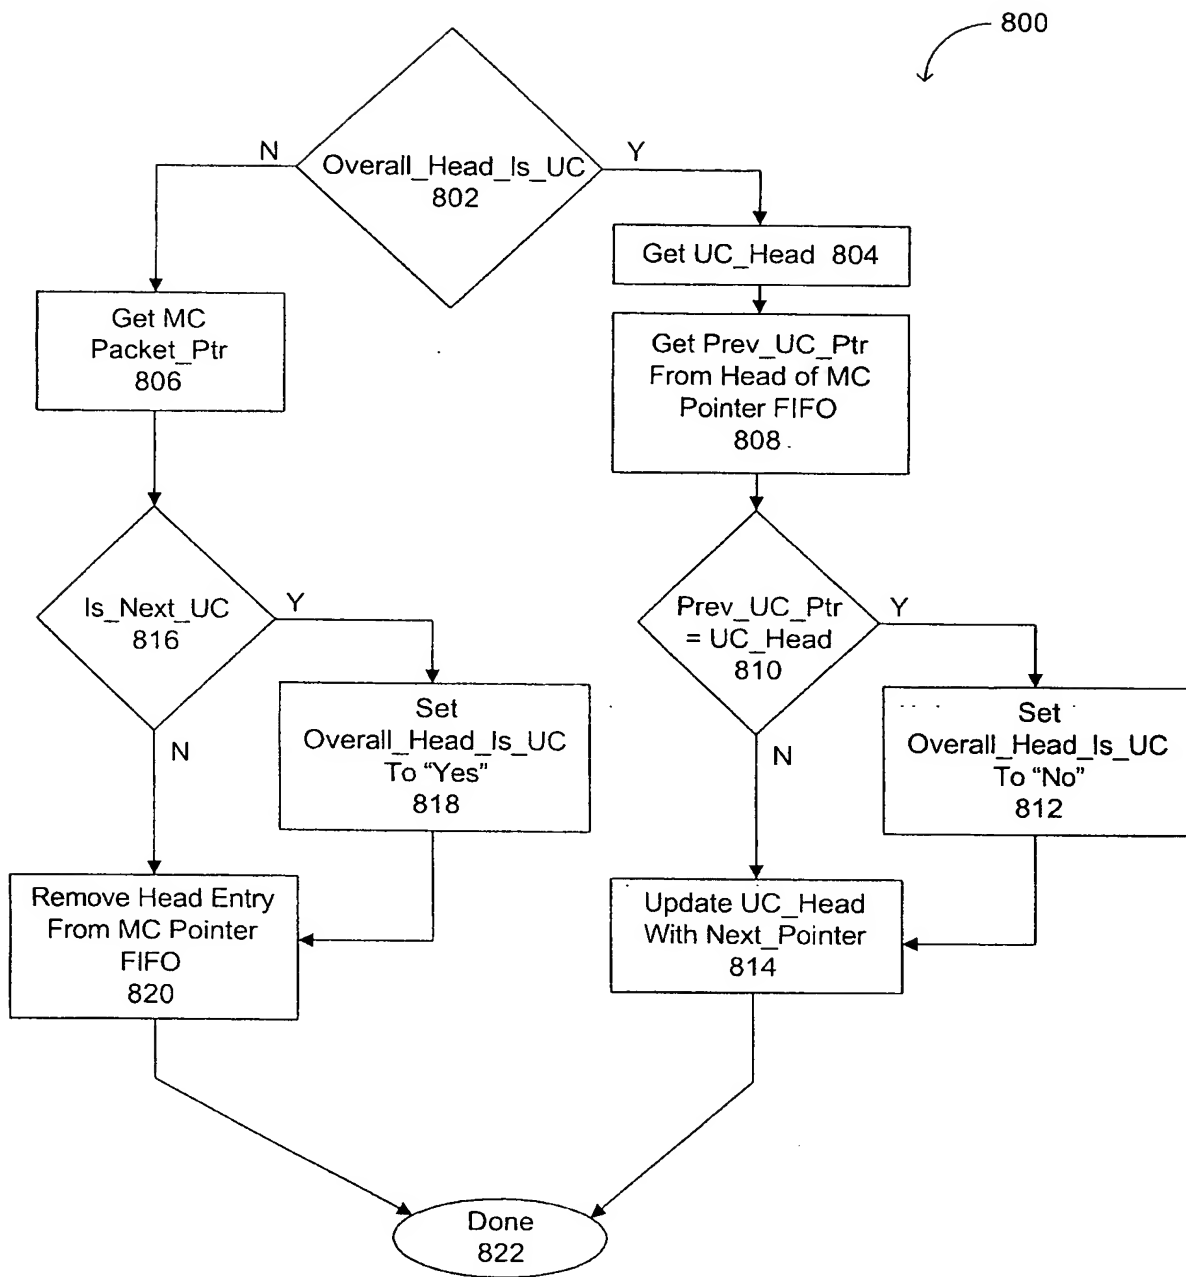 800
N
Overall_Head_Is_UC
802
Y
Get UC_Head 804
Get MC
Packet_Ptr
806
Get Prev_UC_Ptr
From Head of MC
Pointer FIFO
808
Is_Next_UC
816
Y
N
Prev_UC_Ptr
= UC_Head
810
Y
N
Set
Overall_Head_Is_UC
To “Yes”
818
Set
Overall_Head_Is_UC
To “No”
812
Remove Head Entry
From MC Pointer
FIFO
820
Update UC_Head
With Next_Pointer
814
Done
822